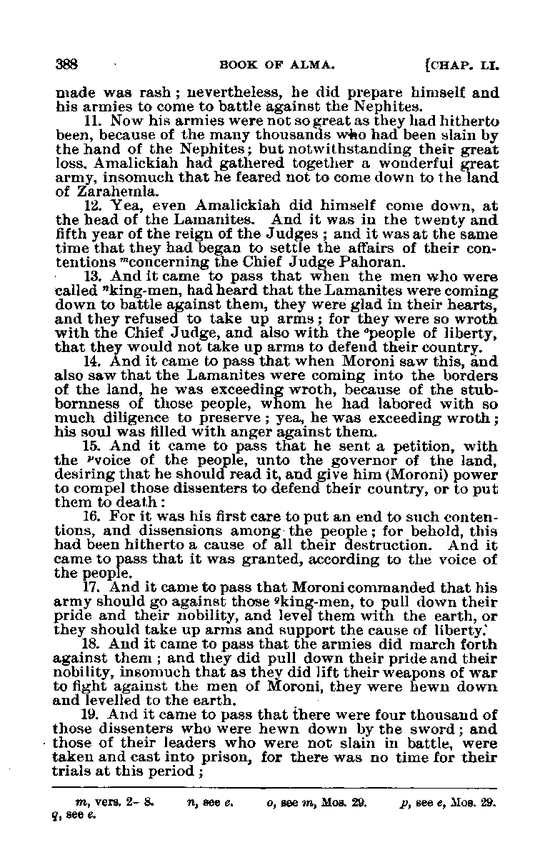 388 BOOK OF ALMA. [CHAP. LI.
made was rash; nevertheless, he did prepare himself and
his armies to come to battle against the Nephites.
11. Now his armies were not so great as they had hitherto
been, because of the many thousands who had been slain by
the hand of the Nephites; but notwithstanding their great
loss, Amalickiah had gathered together a wonderful great
army, insomuch that he feared not to come down to the land
of Zarahemla.
12. Yea, even Amalickiah did himself come down, at
the head of the Lamanites. And it was in the twenty and
fifth year of the reign of the Judges; and it was at the same
time that they had began to settle the affairs of their con-
tentions ᵐconcerning the Chief Judge Pahoran.
13. And it came to pass that when the men who were
called ⁿking-men, had heard that the Lamanites were coming
down to battle against them, they were glad in their hearts,
and they refused to take up arms; for they were so wroth
with the Chief Judge, and also with the ᵒpeople of liberty,
that they would not take up arms to defend their country.
14. And it came to pass that when Moroni saw this, and
also saw that the Lamanites were coming into the borders
of the land, he was exceeding wroth, because of the stub-
bornness of those people, whom he had labored with so
much diligence to preserve; yea, he was exceeding wroth;
his soul was filled with anger against them.
15. And it came to pass that he sent a petition, with
the ᵖvoice of the people, unto the governor of the land,
desiring that he should read it, and give him (Moroni) power
to compel those dissenters to defend their country, or to put
them to death:
16. For it was his first care to put an end to such conten-
tions, and dissensions among the people; for behold, this
had been hitherto a cause of all their destruction. And it
came to pass that it was granted, according to the voice of
the people.
17. And it came to pass that Moroni commanded that his
army should go against those qking-men, to pull down their
pride and their nobility, and level them with the earth, or
they should take up arms and support the cause of liberty.
18. And it came to pass that the armies did march forth
against them; and they did pull down their pride and their
nobility, insomuch that as they did lift their weapons of war
to fight against the men of Moroni, they were hewn down
and levelled to the earth.
19. And it came to pass that there were four thousand of
those dissenters who were hewn down by the sword; and
those of their leaders who were not slain in battle, were
taken and cast into prison, for there was no time for their
trials at this period;
m, vers. 2-8. n, see e. o, see m, Mos. 29. p, see e, Mos. 29.
q, see e.